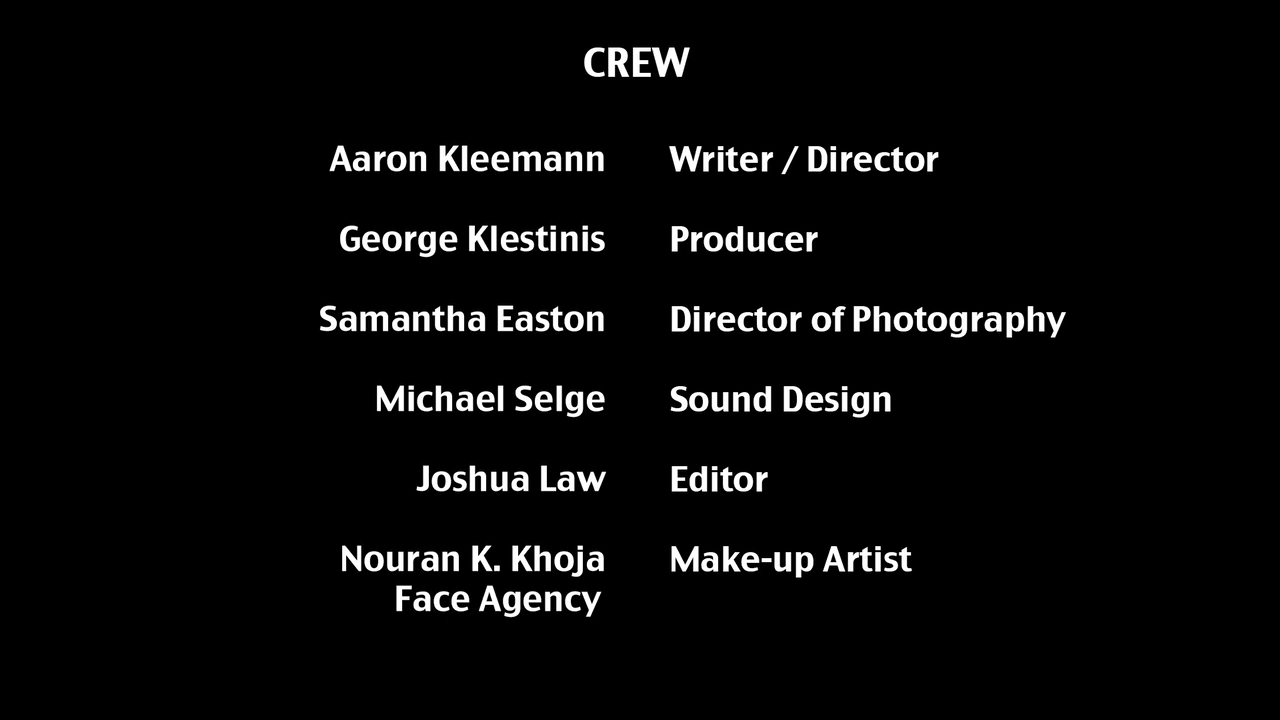 CREW
Aaron Kleemann Writer / Director
George Klestinis Producer
Samantha Easton Director of Photography
Michael Selge Sound Design
Joshua Law Editor
Nouran K. Khoja Make-up Artist
Face Agency